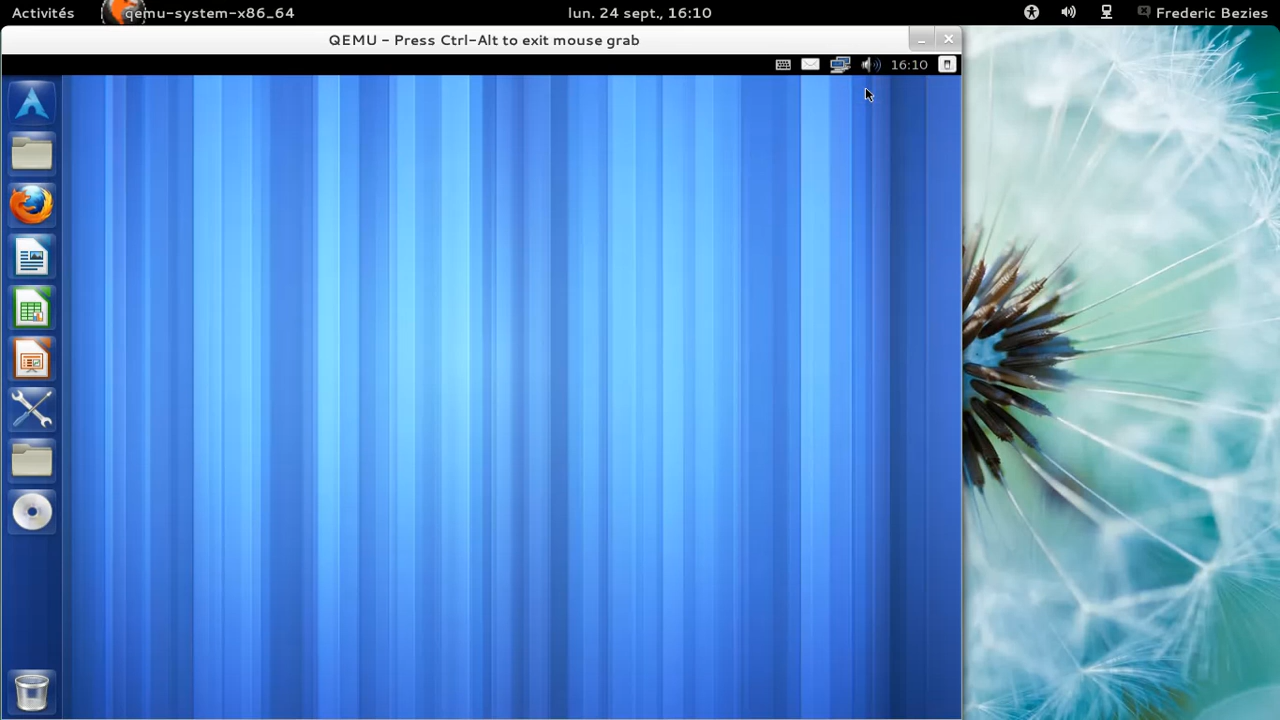 Activités qemu-system-x86_64 lun. 24 sept., 16:10 Frederic Bezies
QEMU - Press Ctrl-Alt to exit mouse grab
16:10